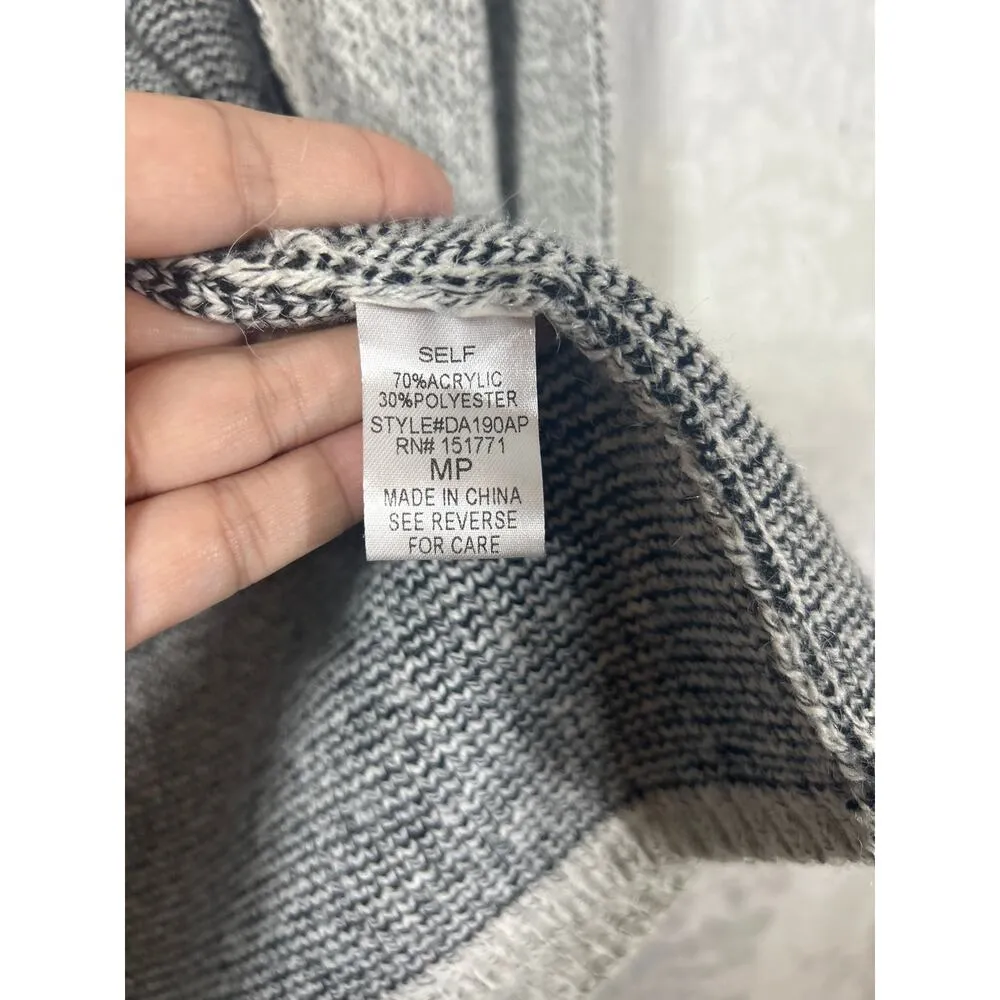 SELF
70%ACRYLIC
30%POLYESTER
STYLE#DA190AP
RN# 151771
MP
MADE IN CHINA
SEE REVERSE
FOR CARE